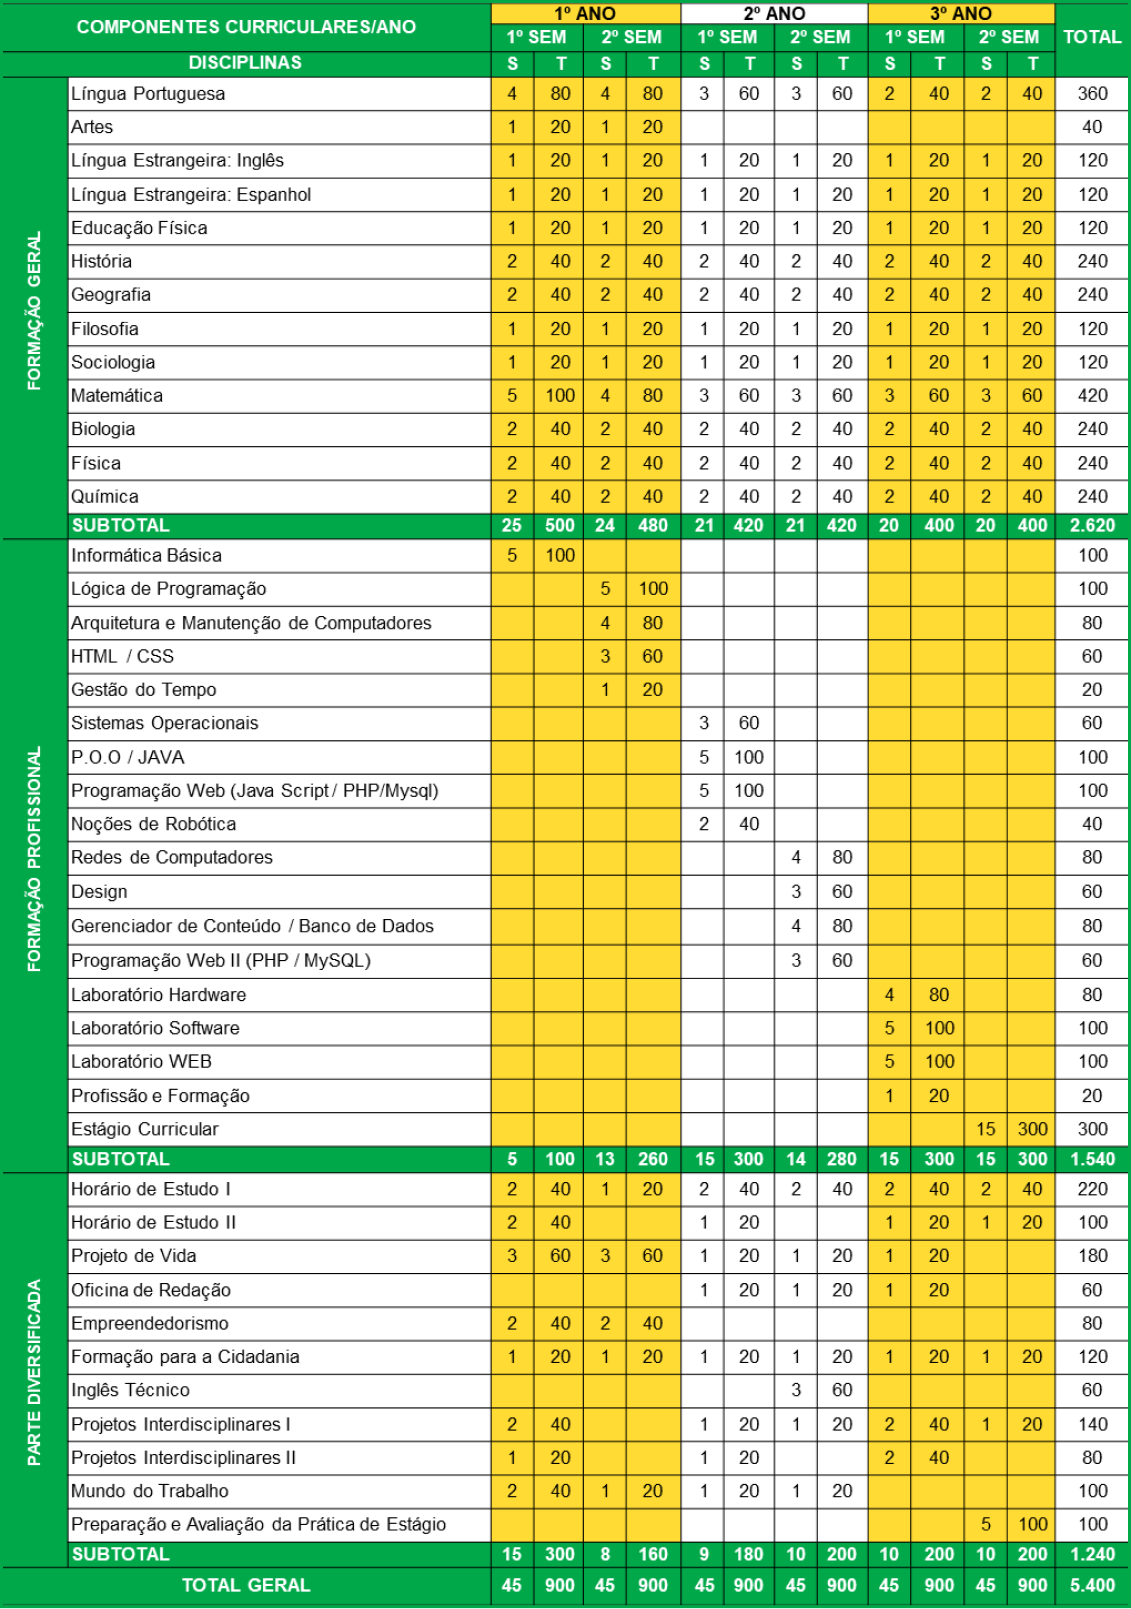 COMPONENTES CURRICULARES/ANO 1º ANO 2º ANO 3º ANO TOTAL
1º SEM 2º SEM 1º SEM 2º SEM 1º SEM 2º SEM
DISCIPLINAS S T S T S T S T S T S T
FORMAÇÃO GERAL
Língua Portuguesa 4 80 4 80 3 60 3 60 2 40 2 40 360
Artes 1 20 1 20 40
Língua Estrangeira: Inglês 1 20 1 20 1 20 1 20 1 20 1 20 120
Língua Estrangeira: Espanhol 1 20 1 20 1 20 1 20 1 20 1 20 120
Educação Física 1 20 1 20 1 20 1 20 1 20 1 20 120
História 2 40 2 40 2 40 2 40 2 40 2 40 240
Geografia 2 40 2 40 2 40 2 40 2 40 2 40 240
Filosofia 1 20 1 20 1 20 1 20 1 20 1 20 120
Sociologia 1 20 1 20 1 20 1 20 1 20 1 20 120
Matemática 5 100 4 80 3 60 3 60 3 60 3 60 420
Biologia 2 40 2 40 2 40 2 40 2 40 2 40 240
Física 2 40 2 40 2 40 2 40 2 40 2 40 240
Química 2 40 2 40 2 40 2 40 2 40 2 40 240
SUBTOTAL 25 500 24 480 21 420 21 420 20 400 20 400 2.620
FORMAÇÃO PROFISSIONAL
Informática Básica 5 100 100
Lógica de Programação 5 100 100
Arquitetura e Manutenção de Computadores 4 80 80
HTML / CSS 3 60 60
Gestão do Tempo 1 20 20
Sistemas Operacionais 3 60 60
P.O.O / JAVA 5 100 100
Programação Web (Java Script / PHP/Mysql) 5 100 100
Noções de Robótica 2 40 40
Redes de Computadores 4 80 80
Design 3 60 60
Gerenciador de Conteúdo / Banco de Dados 4 80 80
Programação Web II (PHP / MySQL) 3 60 60
Laboratório Hardware 4 80 80
Laboratório Software 5 100 100
Laboratório WEB 5 100 100
Profissão e Formação 1 20 20
Estágio Curricular 15 300 300
SUBTOTAL 5 100 13 260 15 300 14 280 15 300 15 300 1.540
PARTE DIVERSIFICADA
Horário de Estudo I 2 40 1 20 2 40 2 40 2 40 2 40 220
Horário de Estudo II 2 40 1 20 1 20 1 20 100
Projeto de Vida 3 60 3 60 1 20 1 20 1 20 180
Oficina de Redação 1 20 1 20 1 20 60
Empreendedorismo 2 40 2 40 80
Formação para a Cidadania 1 20 1 20 1 20 1 20 1 20 1 20 120
Inglês Técnico 3 60 60
Projetos Interdisciplinares I 2 40 1 20 1 20 2 40 1 20 140
Projetos Interdisciplinares II 1 20 1 20 2 40 80
Mundo do Trabalho 2 40 1 20 1 20 1 20 100
Preparação e Avaliação da Prática de Estágio 5 100 100
SUBTOTAL 15 300 8 160 9 180 10 200 10 200 10 200 1.240
TOTAL GERAL 45 900 45 900 45 900 45 900 45 900 45 900 5.400